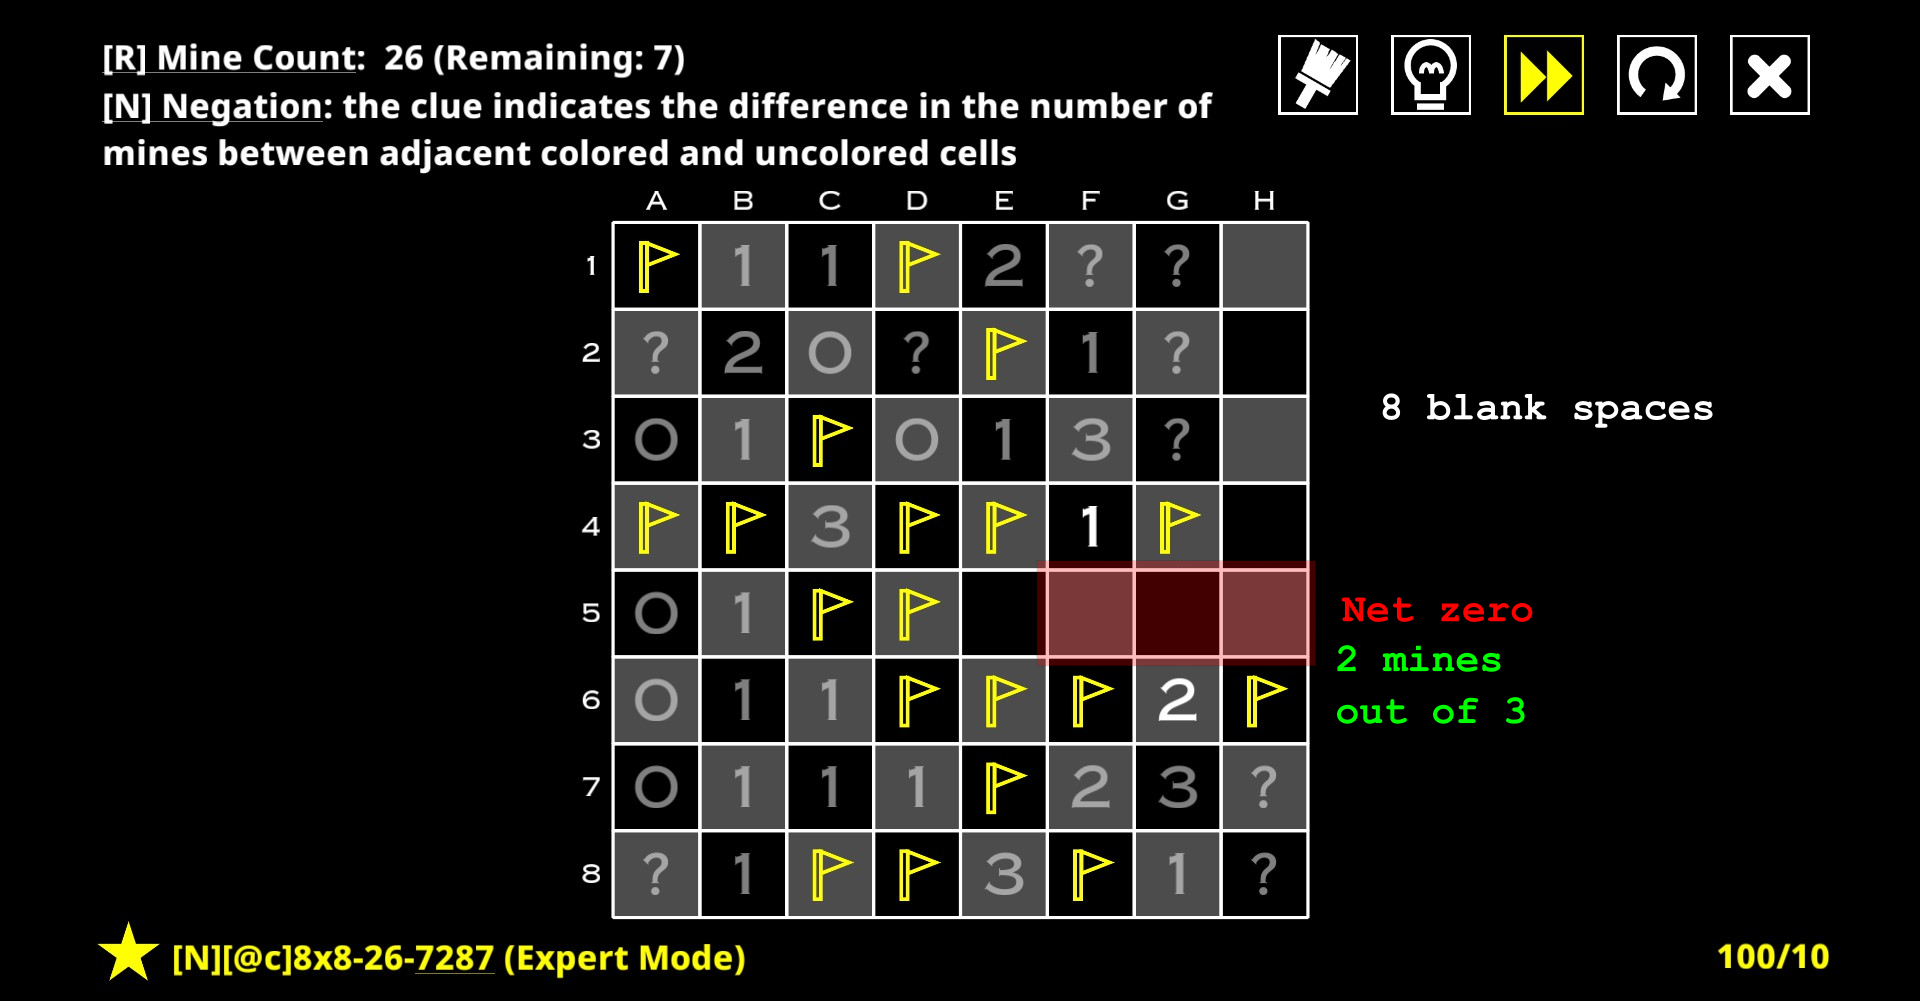 [R] Mine Count:  26 (Remaining: 7)
[N] Negation: the clue indicates the difference in the number of
mines between adjacent colored and uncolored cells
A B C D E F G H
1 1 1 2 ? ?
2 ? 2 0 ? 1 ?
8 blank spaces
3 0 1 0 1 3 ?
4 3 1
5 0 1
Net zero
2 mines
out of 3
6 0 1 1 2
7 0 1 1 1 2 3 ?
8 ? 1 3 1 ?
[N][@c]8x8-26-7287 (Expert Mode)
100/10